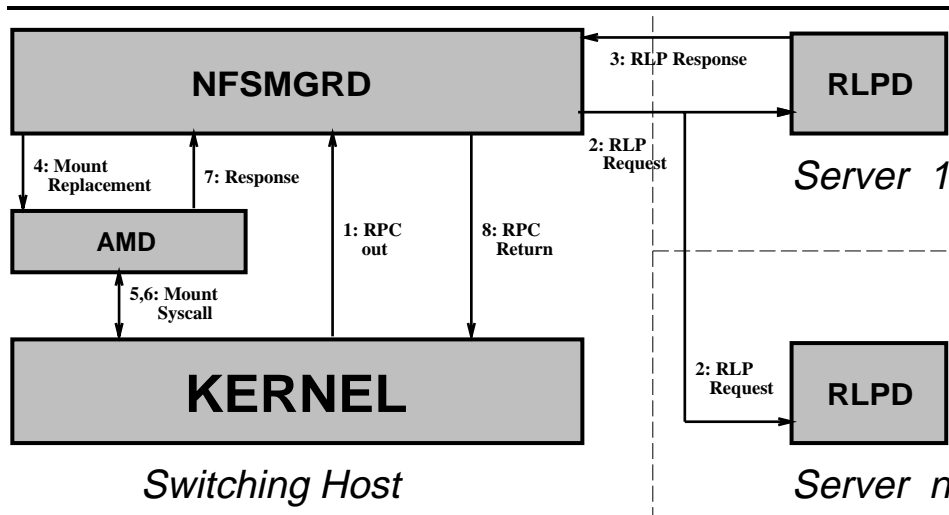 3: RLP Response
NFSMGRD
RLPD
2: RLP
Request
Server 1
4: Mount
Replacement
7: Response
AMD
1: RPC
out
8: RPC
Return
5,6: Mount
Syscall
KERNEL
2: RLP
Request
RLPD
Switching Host
Server n